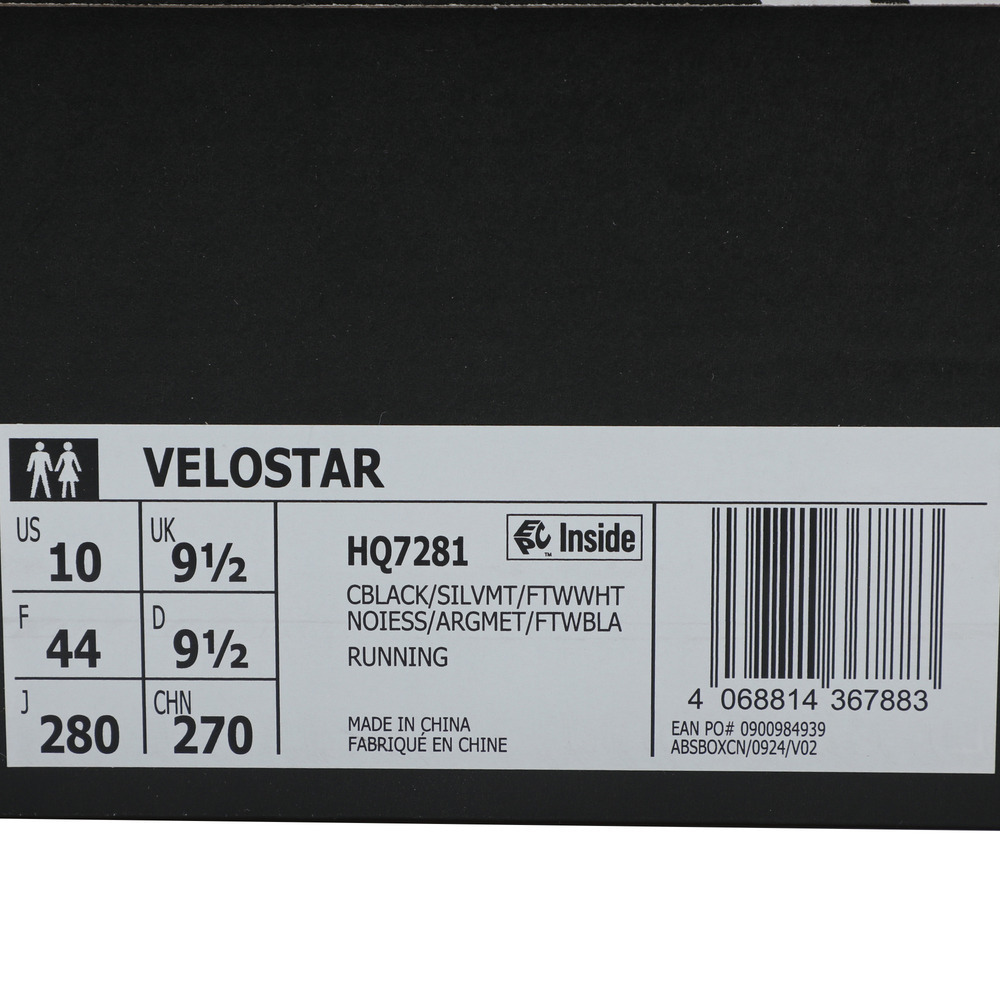 VELOSTAR
US 10 UK 9½
F 44 D 9½
J 280 CHN 270
HQ7281 EPC™ Inside
CBLACK/SILVMT/FTWWHT
NOIESS/ARGMET/FTWBLA
RUNNING
MADE IN CHINA
FABRIQUÉ EN CHINE
4 068814 367883
EAN PO# 0900984939
ABSBOXCN/0924/V02